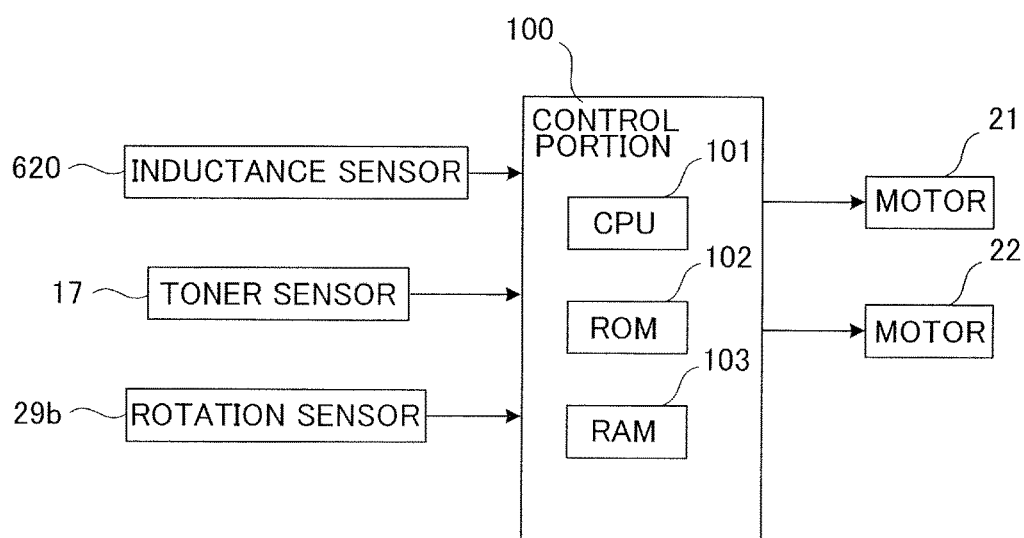 100
CONTROL
PORTION
620
INDUCTANCE SENSOR
101
CPU
21
MOTOR
17
TONER SENSOR
102
ROM
22
MOTOR
29b
ROTATION SENSOR
103
RAM